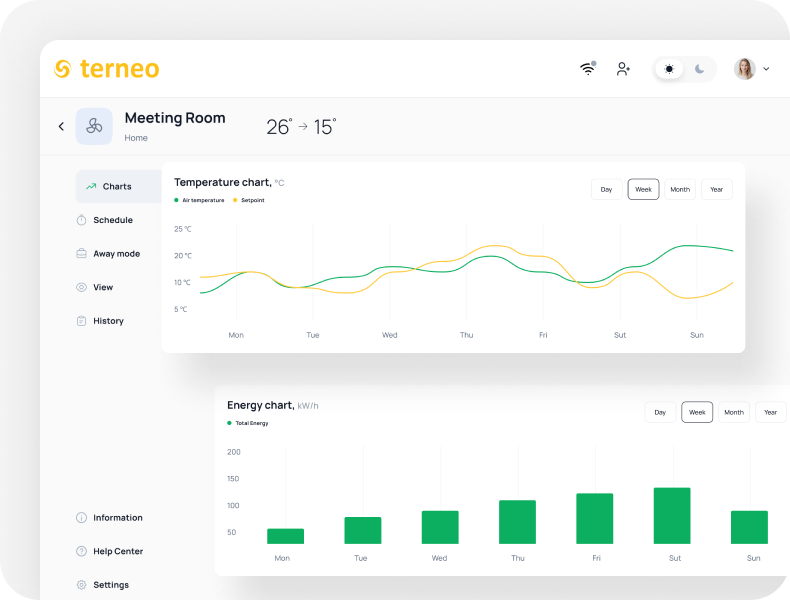 terneo
Meeting Room
Home
26° → 15°
Charts
Schedule
Away mode
View
History
Information
Help Center
Settings
Temperature chart, °C
Air temperature Setpoint
Day Week Month Year
25 °C
20 °C
10 °C
5 °C
Mon Tue Wed Thu Fri Sut Sun
Energy chart, kW/h
Total Energy
Day Week Month Year
200
150
100
50
Mon Tue Wed Thu Fri Sut Sun